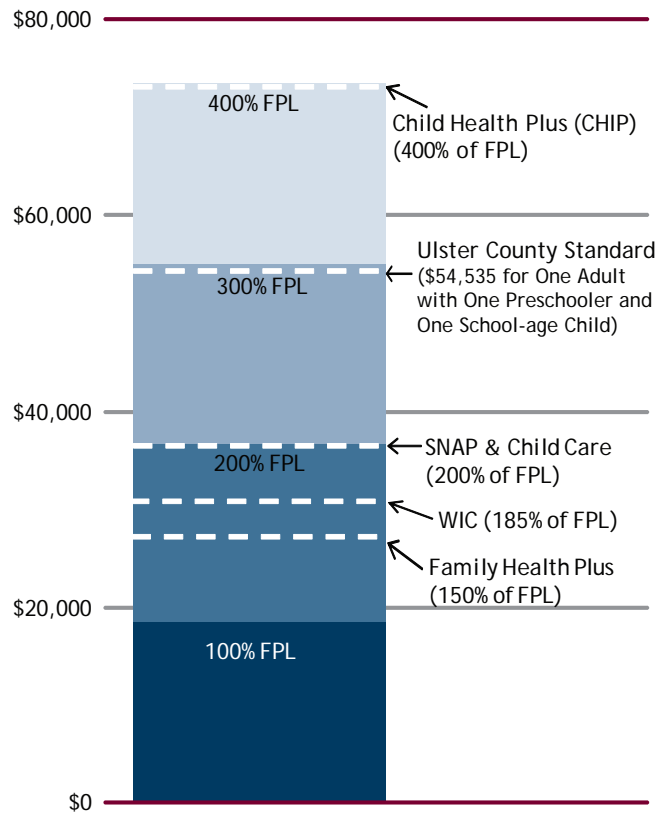 $80,000
400% FPL
Child Health Plus (CHIP)
(400% of FPL)
$60,000
Ulster County Standard
($54,535 for One Adult
with One Preschooler and
One School-age Child)
300% FPL
$40,000
SNAP & Child Care
(200% of FPL)
200% FPL
WIC (185% of FPL)
Family Health Plus
(150% of FPL)
$20,000
100% FPL
$0